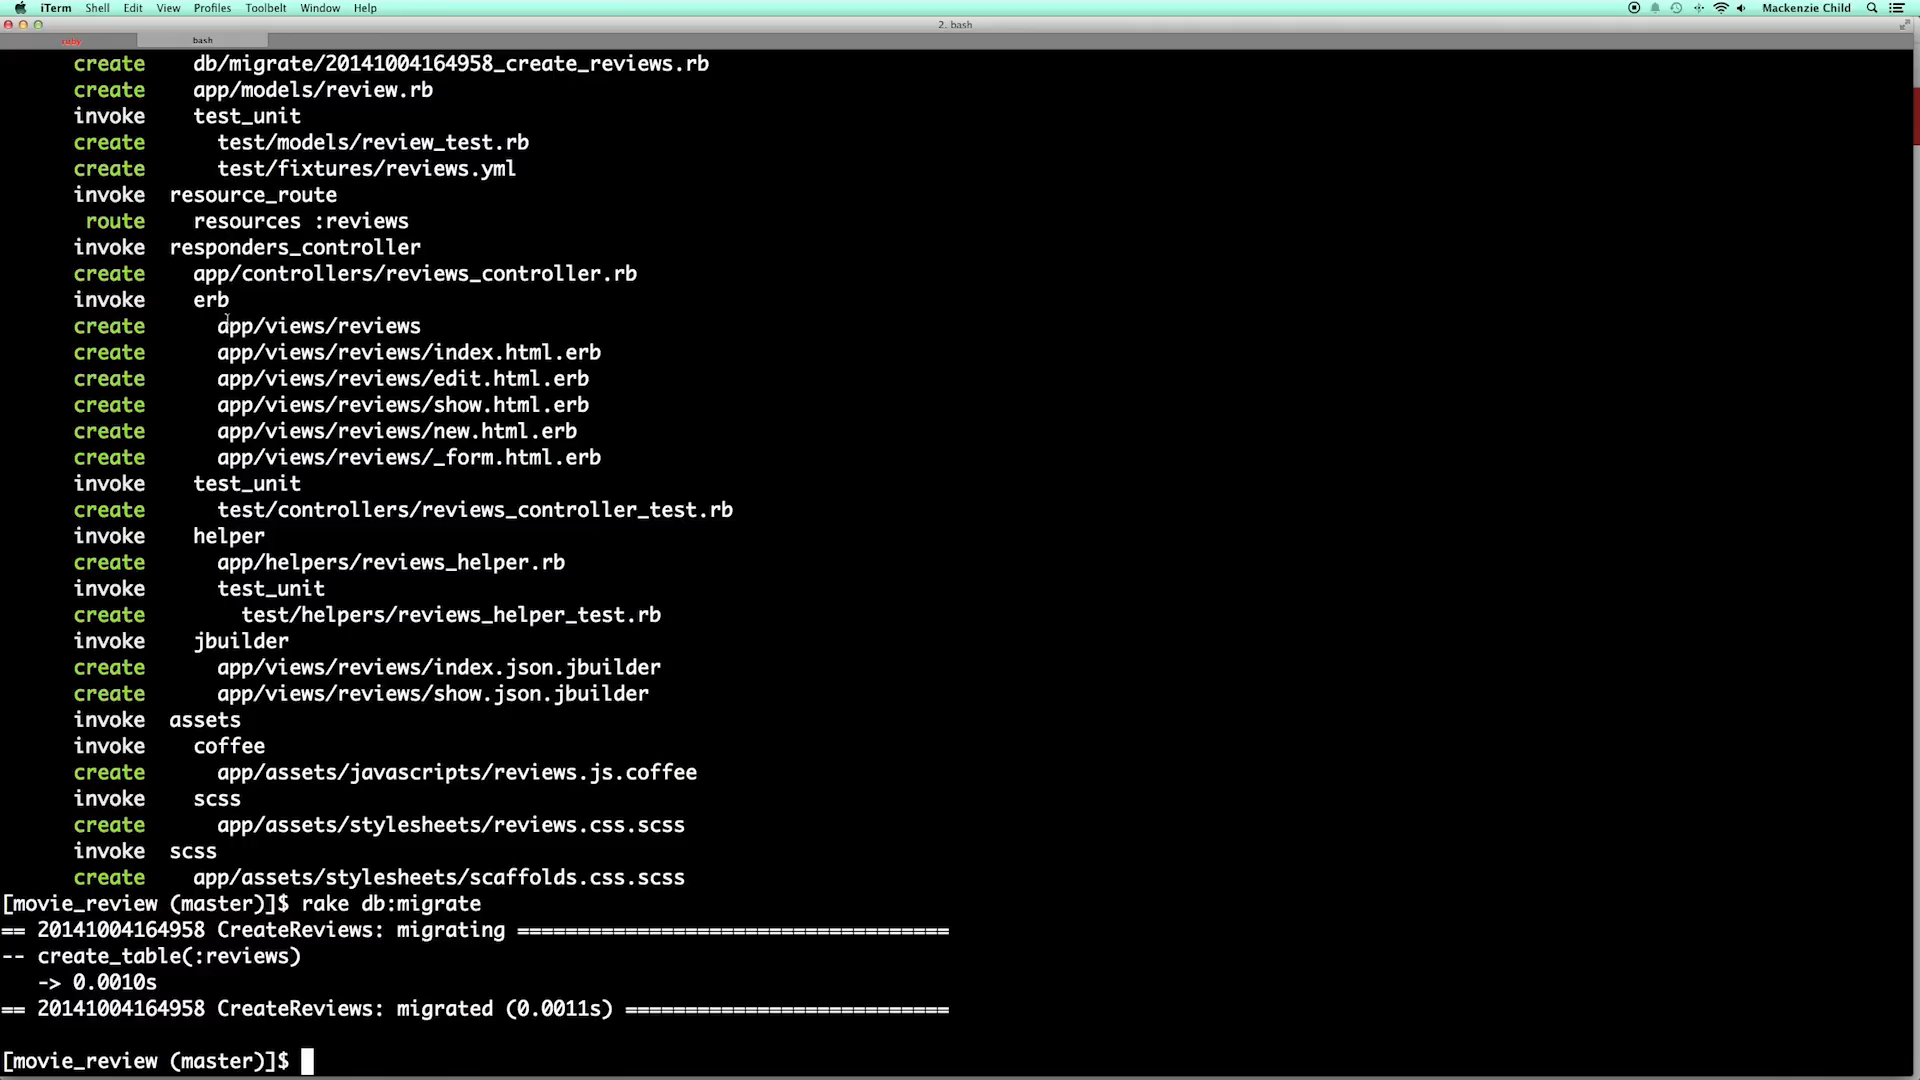 iTerm Shell Edit View Profiles Toolbelt Window Help Mackenzie Child
2. bash
ruby bash
create db/migrate/20141004164958_create_reviews.rb
create app/models/review.rb
invoke test_unit
create test/models/review_test.rb
create test/fixtures/reviews.yml
invoke resource_route
route resources :reviews
invoke responders_controller
create app/controllers/reviews_controller.rb
invoke erb
create app/views/reviews
create app/views/reviews/index.html.erb
create app/views/reviews/edit.html.erb
create app/views/reviews/show.html.erb
create app/views/reviews/new.html.erb
create app/views/reviews/_form.html.erb
invoke test_unit
create test/controllers/reviews_controller_test.rb
invoke helper
create app/helpers/reviews_helper.rb
invoke test_unit
create test/helpers/reviews_helper_test.rb
invoke jbuilder
create app/views/reviews/index.json.jbuilder
create app/views/reviews/show.json.jbuilder
invoke assets
invoke coffee
create app/assets/javascripts/reviews.js.coffee
invoke scss
create app/assets/stylesheets/reviews.css.scss
invoke scss
create app/assets/stylesheets/scaffolds.css.scss
[movie_review (master)]$ rake db:migrate
== 20141004164958 CreateReviews: migrating ====================================
-- create_table(:reviews)
-> 0.0010s
== 20141004164958 CreateReviews: migrated (0.0011s) ===========================
[movie_review (master)]$